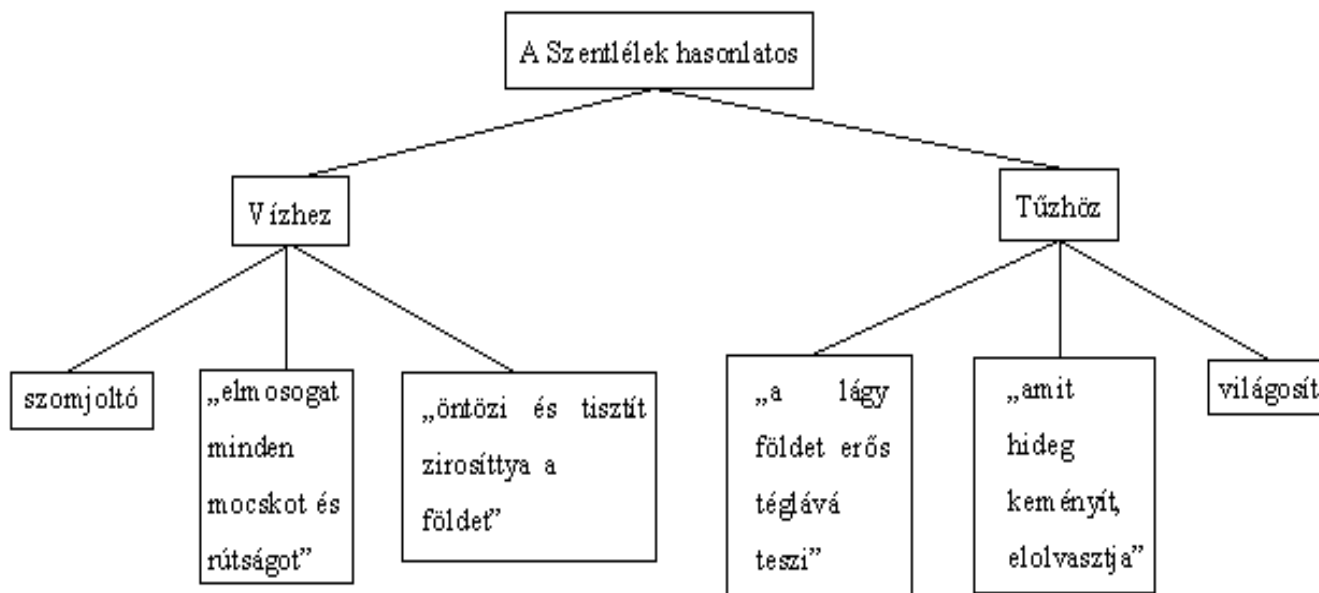 A Szentlélek hasonlatos
Vízhez
Tűzhöz
szomjoltó
„elmosogat
minden
mocskot és
rútságot”
„öntözi és tisztít
zirosíttya a
földet”
„a lágy
földet erős
téglává
teszi”
„amit
hideg
keményít,
elolvasztja”
világosít